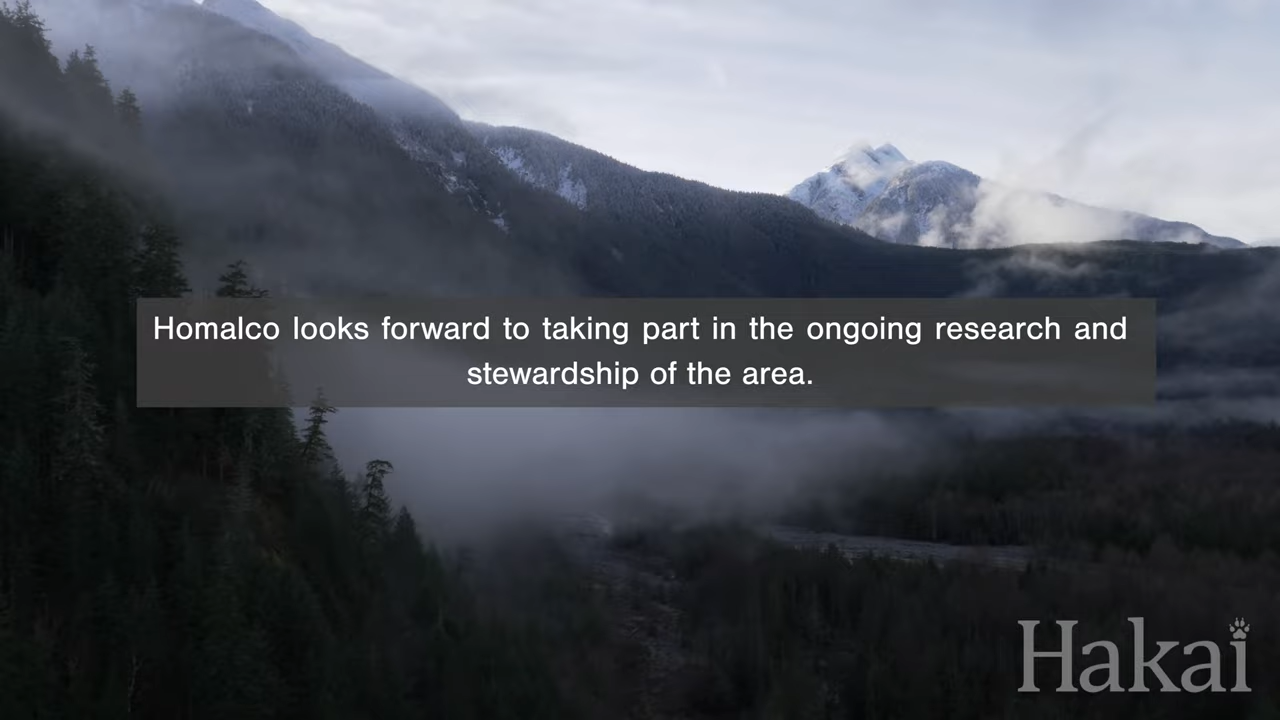 Homalco looks forward to taking part in the ongoing research and
stewardship of the area.
Hakai